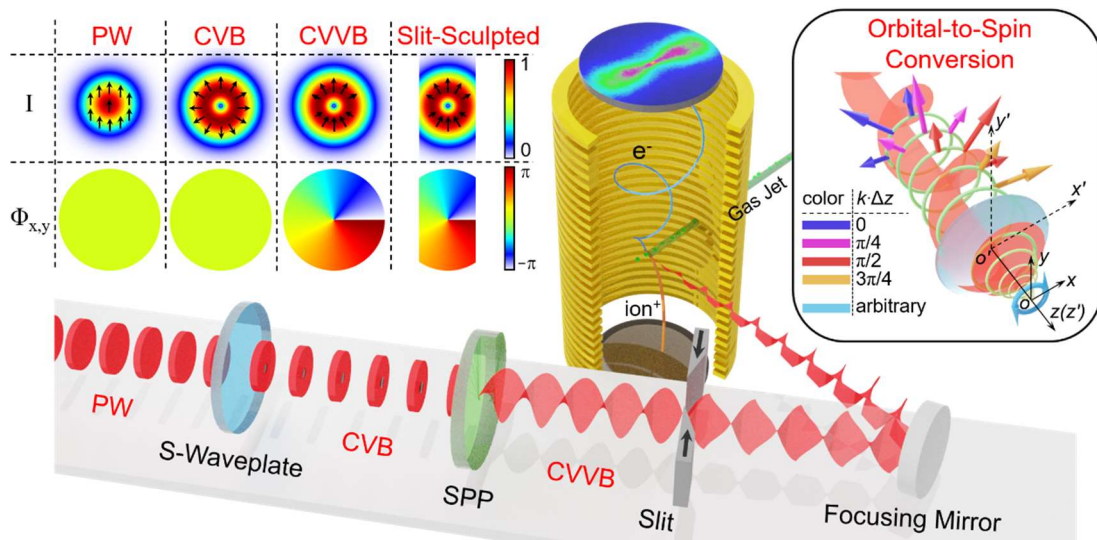 PW CVB CVVB Slit-Sculpted
I
1
0
Φx,y
π
-π
e-
Gas Jet
ion+
Orbital-to-Spin
Conversion
color k·Δz
0
π/4
π/2
3π/4
arbitrary
y'
x'
o'
y
x
o
z(z')
PW
S-Waveplate
CVB
SPP
CVVB
Slit
Focusing Mirror